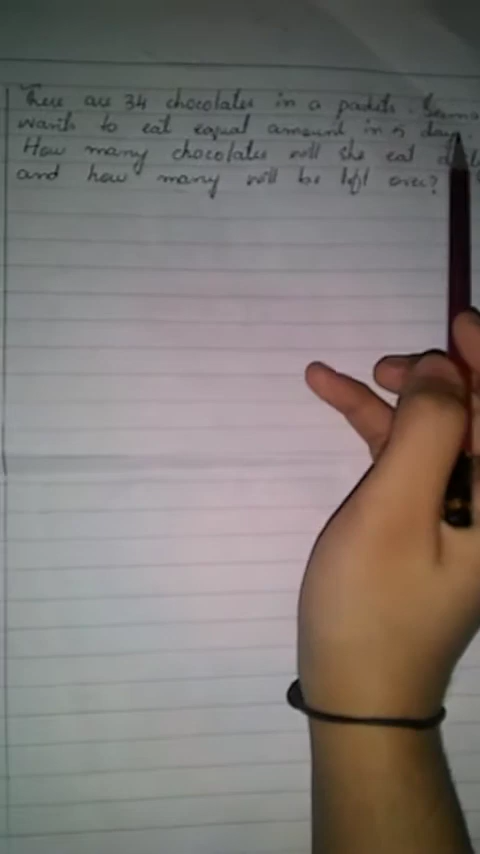 There are 34 chocolates in a packets.
wants to eat equal amount in 5 days.
How many chocolates will she eat
and how many will be left over?